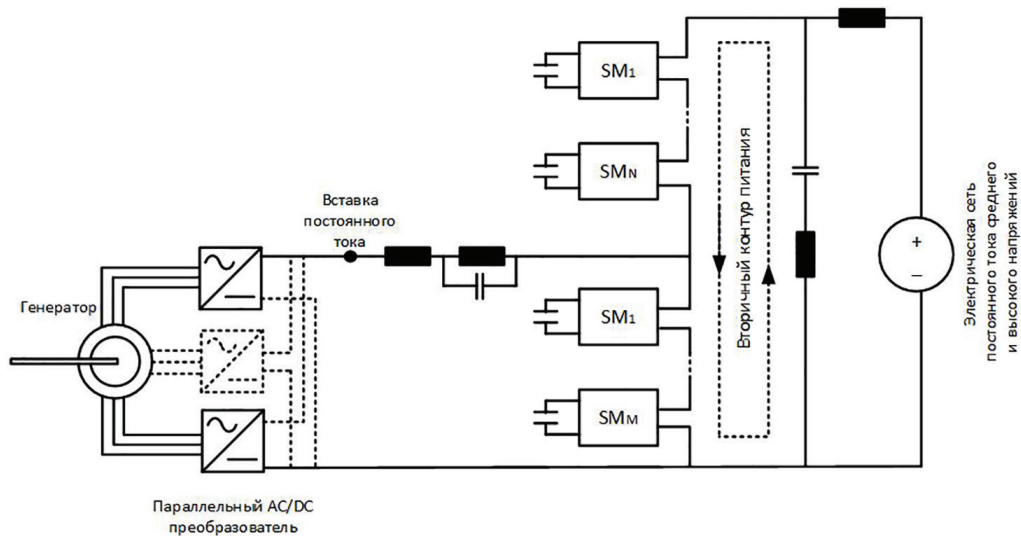 SM1
SMN
Вставка
постоянного
тока
Генератор
SM1
SMM
Вторичный контур питания
+
−
Электрическая сеть
постоянного тока среднего
и высокого напряжений
Параллельный AC/DC
преобразователь